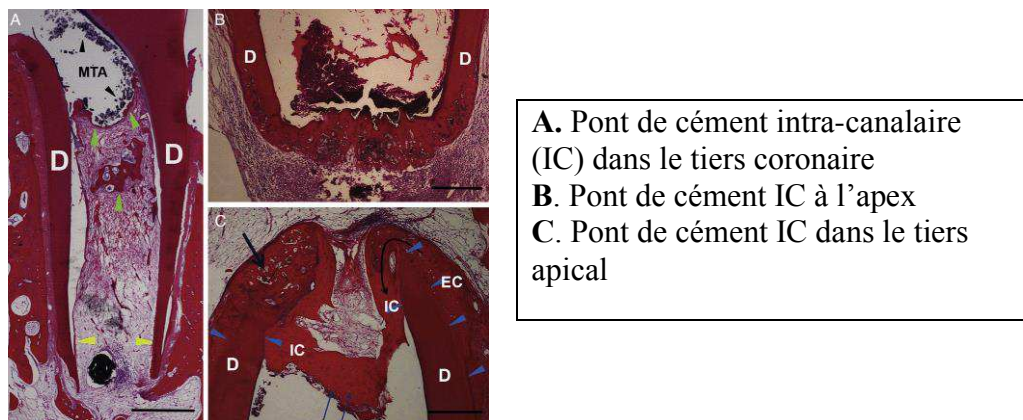 A
MTA
D
D
B
D
D
C
EC
IC
IC
D
D
A. Pont de cément intra-canalaire
(IC) dans le tiers coronaire
B. Pont de cément IC à l’apex
C. Pont de cément IC dans le tiers
apical